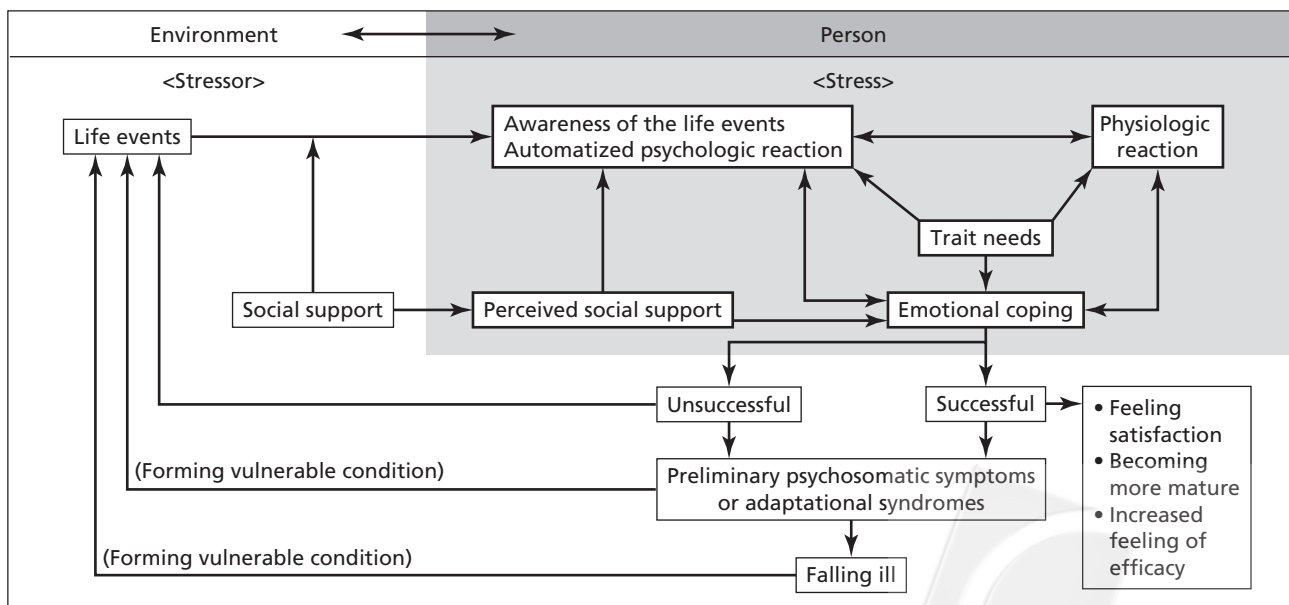 Environment
Person
<Stressor>
<Stress>
Life events
Awareness of the life events
Automatized psychologic reaction
Physiologic
reaction
Trait needs
Social support
Perceived social support
Emotional coping
Unsuccessful
Successful
• Feeling
satisfaction
• Becoming
more mature
• Increased
feeling of
efficacy
(Forming vulnerable condition)
Preliminary psychosomatic symptoms
or adaptational syndromes
(Forming vulnerable condition)
Falling ill